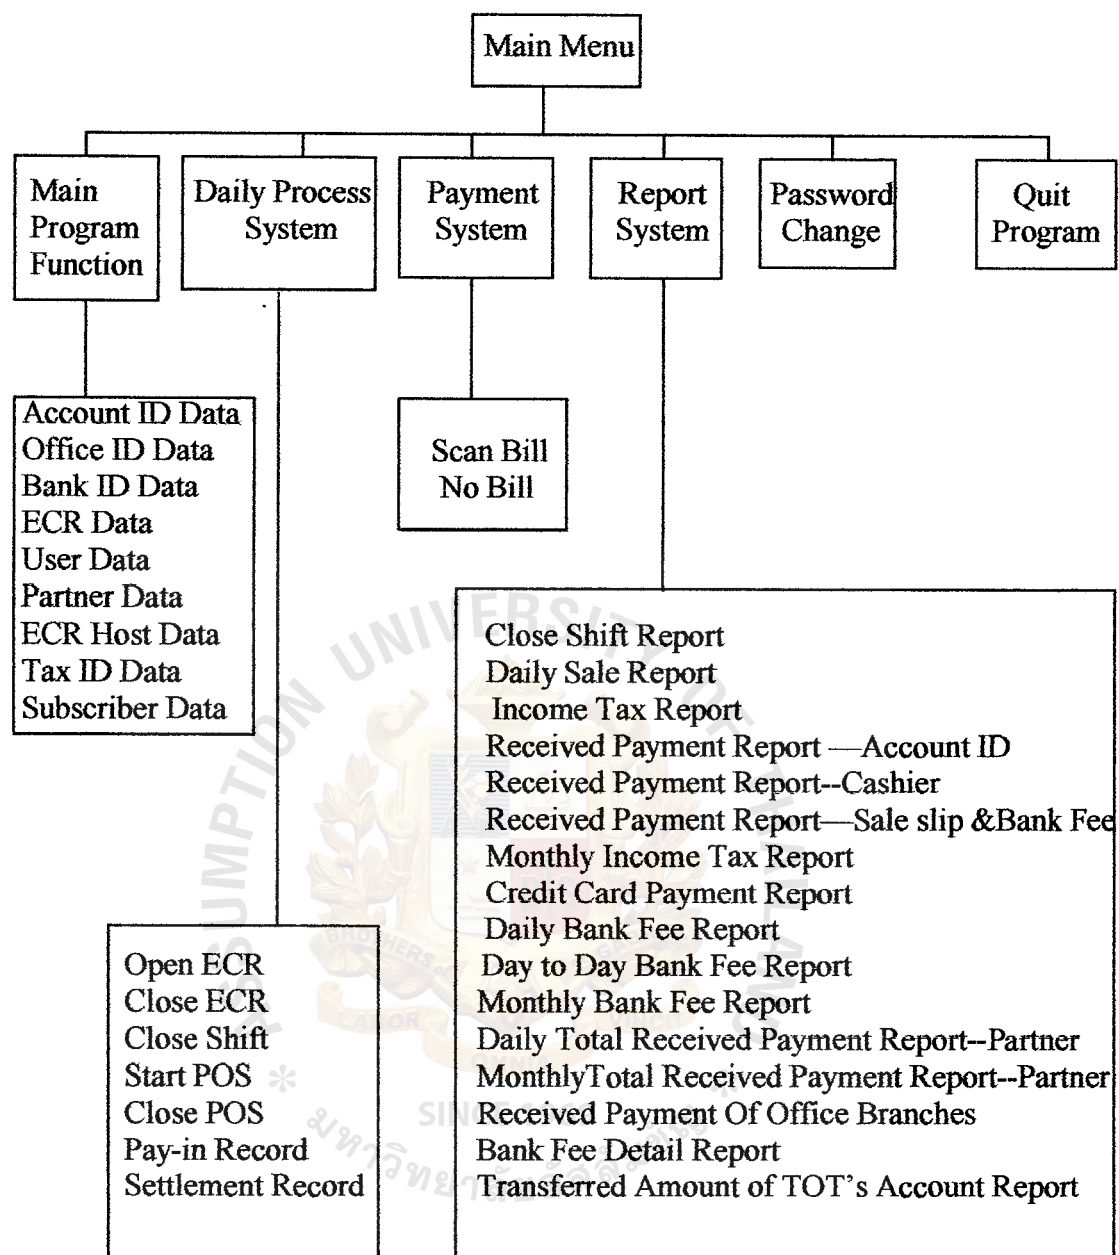 Main Menu
Main
Program
Function
Daily Process
System
Payment
System
Report
System
Password
Change
Quit
Program
Account ID Data
Office ID Data
Bank ID Data
ECR Data
User Data
Partner Data
ECR Host Data
Tax ID Data
Subscriber Data
Scan Bill
No Bill
Close Shift Report
Daily Sale Report
Income Tax Report
Received Payment Report —Account ID
Received Payment Report--Cashier
Received Payment Report—Sale slip &Bank Fee
Monthly Income Tax Report
Credit Card Payment Report
Daily Bank Fee Report
Day to Day Bank Fee Report
Monthly Bank Fee Report
Daily Total Received Payment Report--Partner
MonthlyTotal Received Payment Report--Partner
Received Payment Of Office Branches
Bank Fee Detail Report
Transferred Amount of TOT's Account Report
Open ECR
Close ECR
Close Shift
Start POS
Close POS
Pay-in Record
Settlement Record
UNIVERSITY OF
BROTHERS of
LABOR
OMNIA